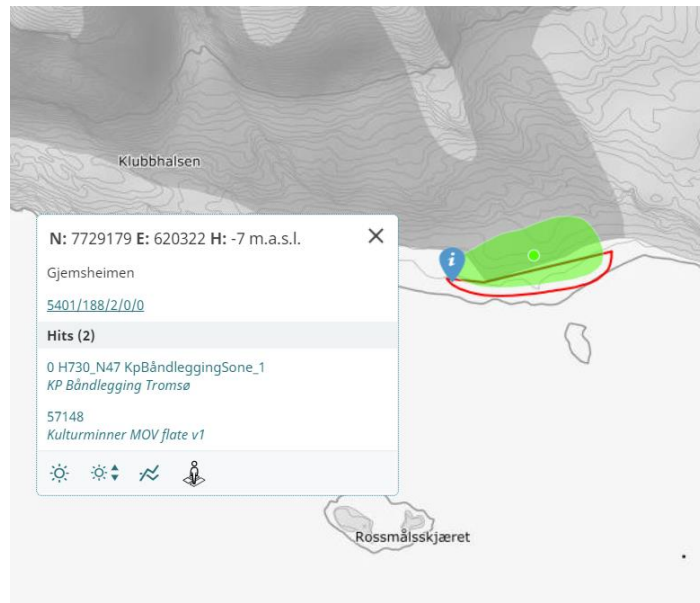 Klubbhalsen
N: 7729179 E: 620322 H: -7 m.a.s.l.
Gjemsheimen
5401/188/2/0/0
Hits (2)
0 H730_N47 KpBåndleggingSone_1
KP Båndlegging Tromsø
57148
Kulturminner MOV flate v1
i
Rossmålsskjæret